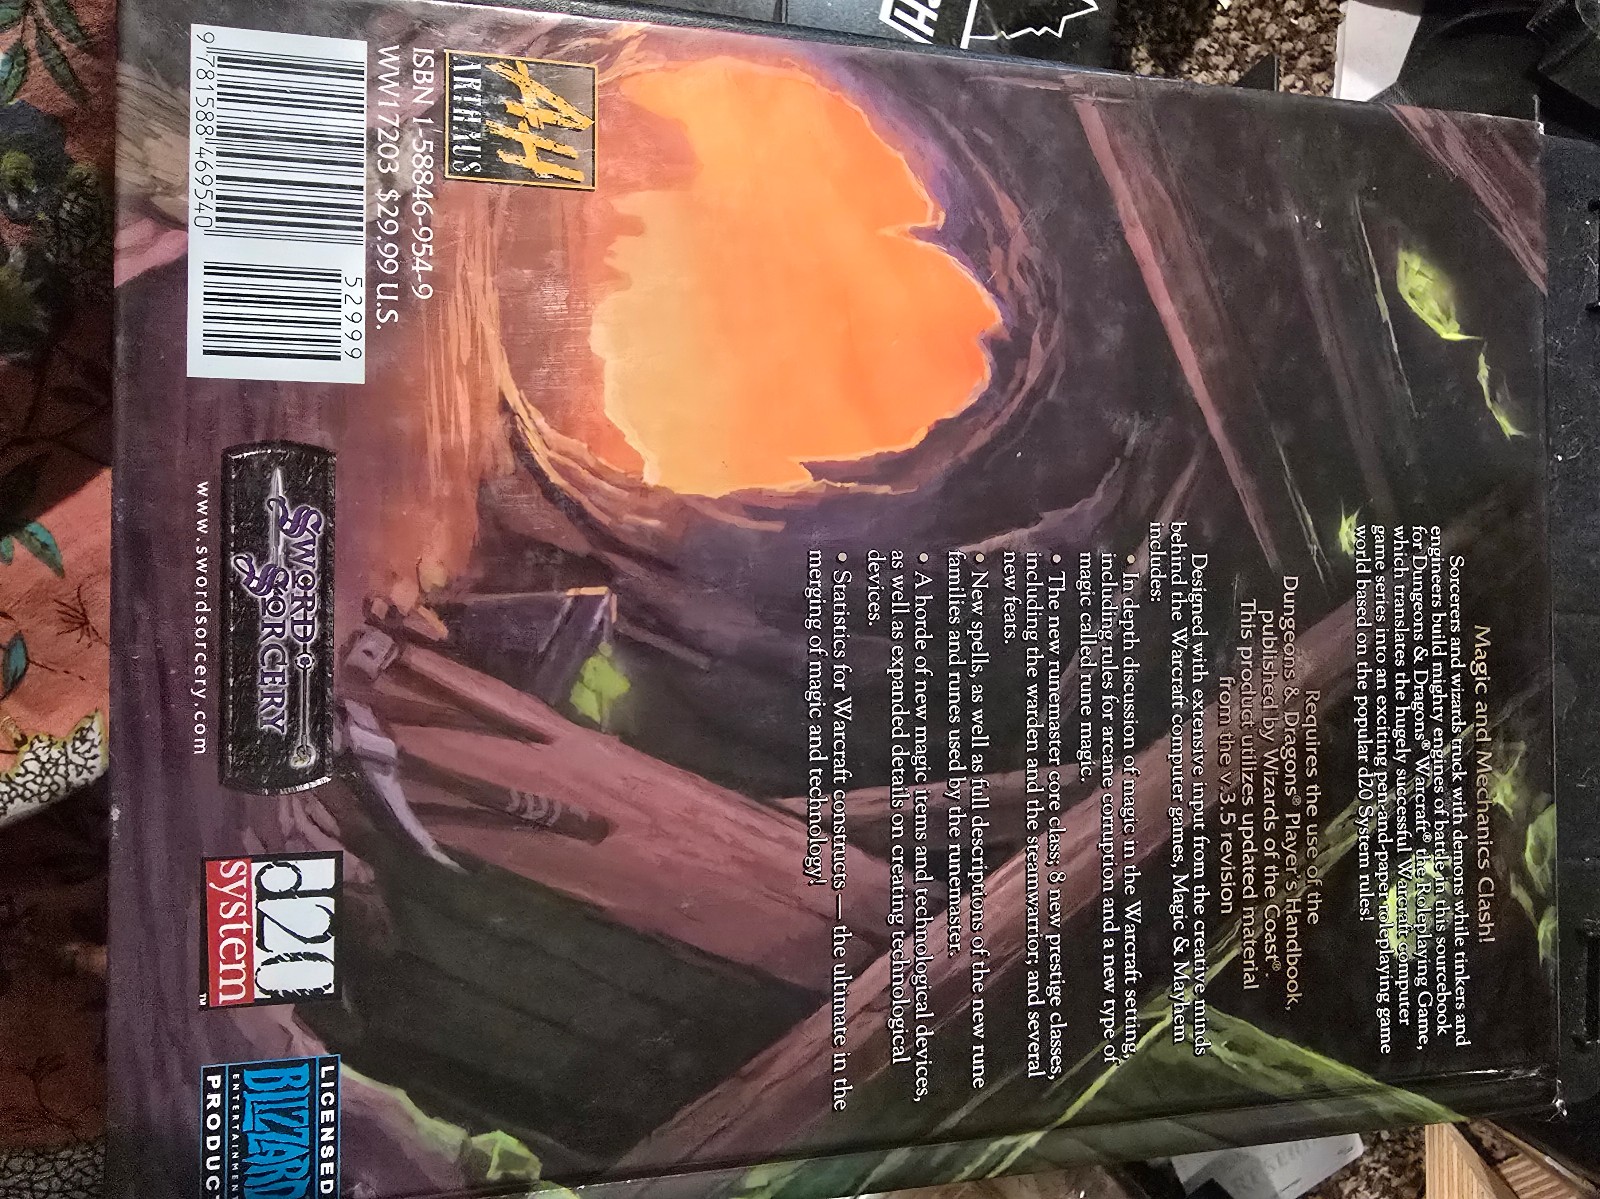 Magic and Mechanics Clash!
Sorcerers and wizards truck with demons while tinkers and
engineers build mighty engines of battle in this sourcebook
for Dungeons & Dragons® Warcraft® the Roleplaying Game,
which translates the hugely successful Warcraft computer
game series into an exciting pen-and-paper roleplaying game
world based on the popular d20 System rules!
Requires the use of the
Dungeons & Dragons® Player's Handbook,
published by Wizards of the Coast®.
This product utilizes updated material
from the v.3.5 revision
Designed with extensive input from the creative minds
behind the Warcraft computer games, Magic & Mayhem
includes:
• In depth discussion of magic in the Warcraft setting,
including rules for arcane corruption and a new type of
magic called rune magic.
• The new runemaster core class; 8 new prestige classes,
including the warden and the steamwarrior; and several
new feats.
• New spells, as well as full descriptions of the new rune
families and runes used by the runemaster.
• A horde of new magic items and technological devices,
as well as expanded details on creating technological
devices.
• Statistics for Warcraft constructs — the ultimate in the
merging of magic and technology!
AH
ARTHAUS
ISBN 1-58846-954-9
WW17203 $29.99 U.S.
52999
9 781588 469540
SWORD & SORCERY
www.swordsorcery.com
d20
system™
LICENSED
BLIZZARD
ENTERTAINMENT
PRODUCT